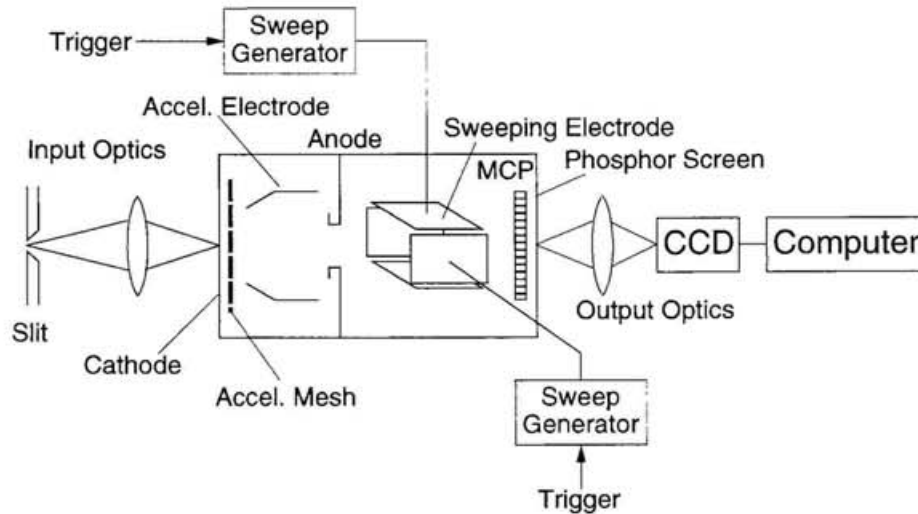 Trigger
Sweep
Generator
Accel. Electrode
Input Optics
Anode
Sweeping Electrode
MCP
Phosphor Screen
CCD
Computer
Slit
Output Optics
Cathode
Accel. Mesh
Sweep
Generator
Trigger